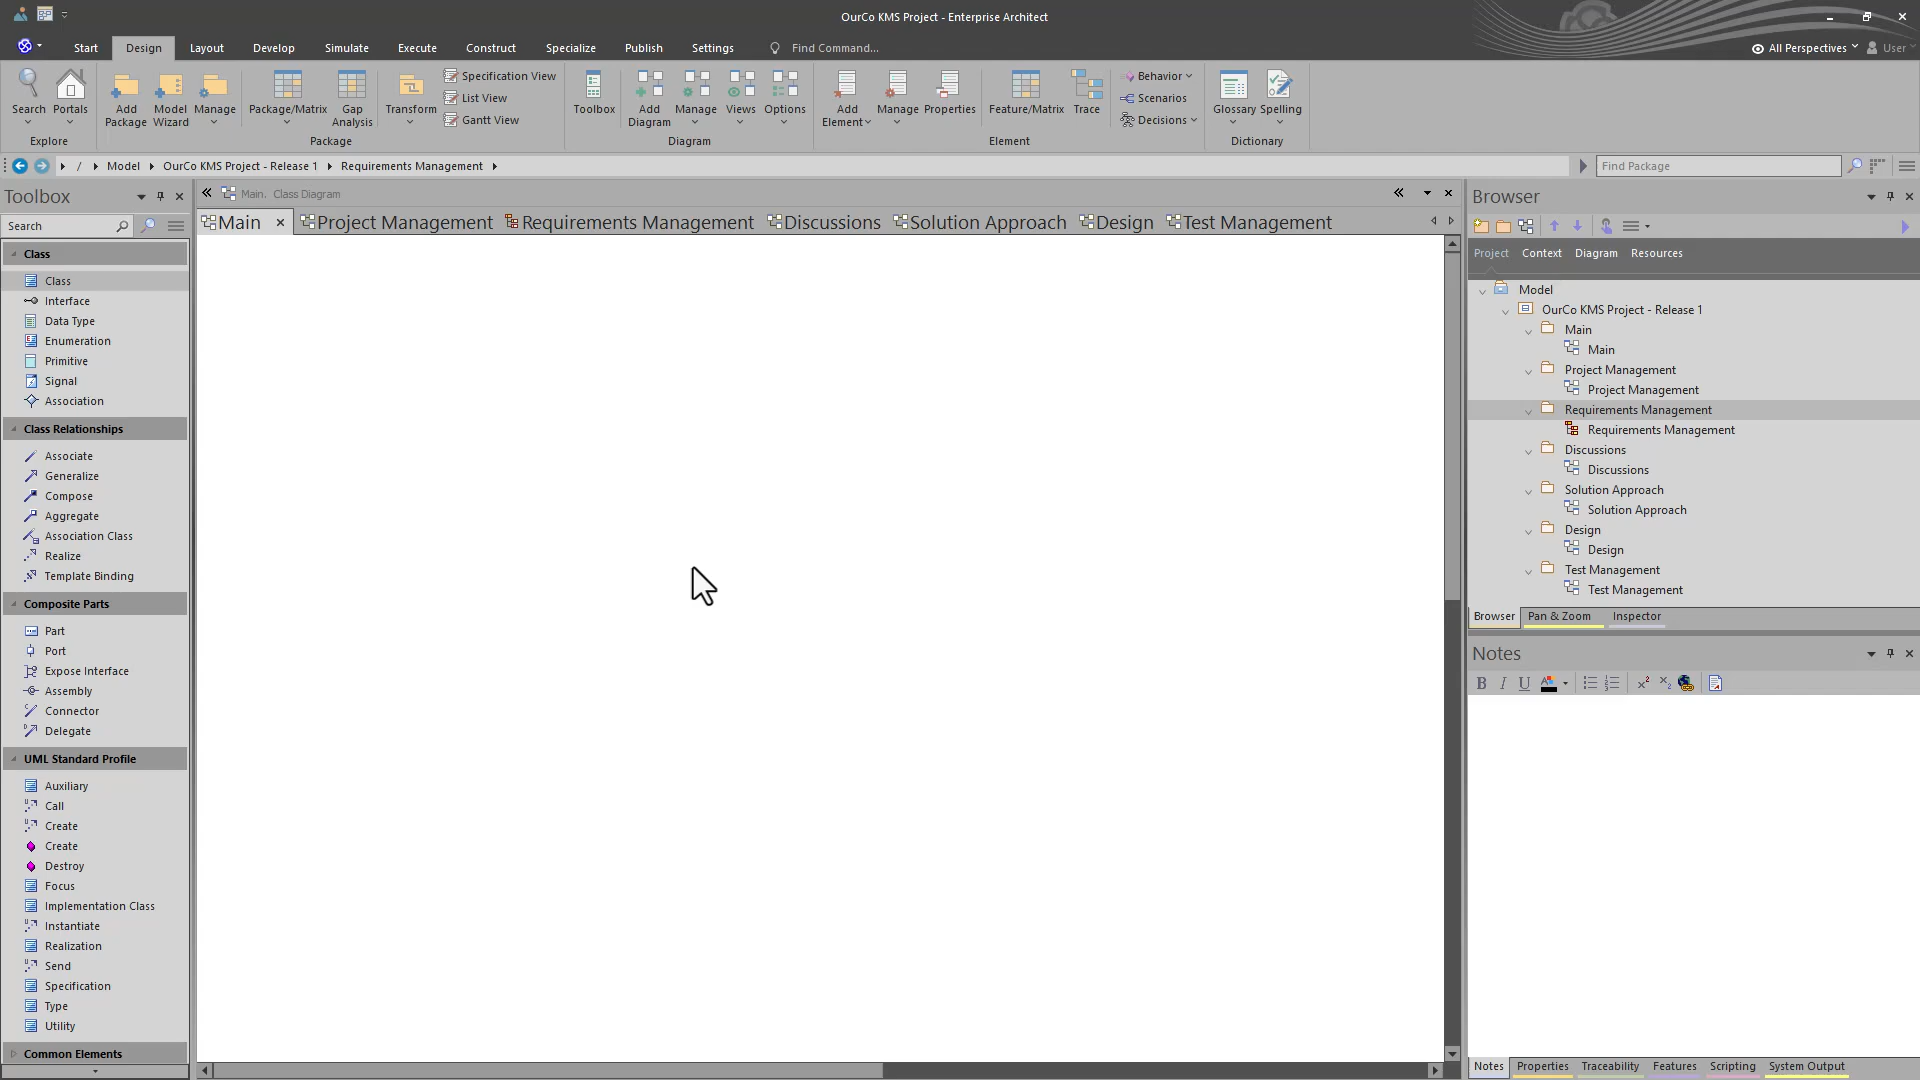 OurCo KMS Project - Enterprise Architect
Start Design Layout Develop Simulate Execute Construct Specialize Publish Settings Find Command... All Perspectives User
Search Portals
Explore
Add Package Model Wizard Manage Package/Matrix Gap Analysis Transform Specification View List View Gantt View
Package
Toolbox Add Diagram Manage Views Options
Diagram
Add Element Manage Properties Feature/Matrix Trace Behavior Scenarios Decisions
Element
Glossary Spelling
Dictionary
/ Model OurCo KMS Project - Release 1 Requirements Management
Find Package
Toolbox
Search
Class
Class
Interface
Data Type
Enumeration
Primitive
Signal
Association
Class Relationships
Associate
Generalize
Compose
Aggregate
Association Class
Realize
Template Binding
Composite Parts
Part
Port
Expose Interface
Assembly
Connector
Delegate
UML Standard Profile
Auxiliary
Call
Create
Create
Destroy
Focus
Implementation Class
Instantiate
Realization
Send
Specification
Type
Utility
Common Elements
Main. Class Diagram
Main Project Management Requirements Management Discussions Solution Approach Design Test Management
Browser
Project Context Diagram Resources
Model
OurCo KMS Project - Release 1
Main
Main
Project Management
Project Management
Requirements Management
Requirements Management
Discussions
Discussions
Solution Approach
Solution Approach
Design
Design
Test Management
Test Management
Browser Pan & Zoom Inspector
Notes
B I U A
Notes Properties Traceability Features Scripting System Output